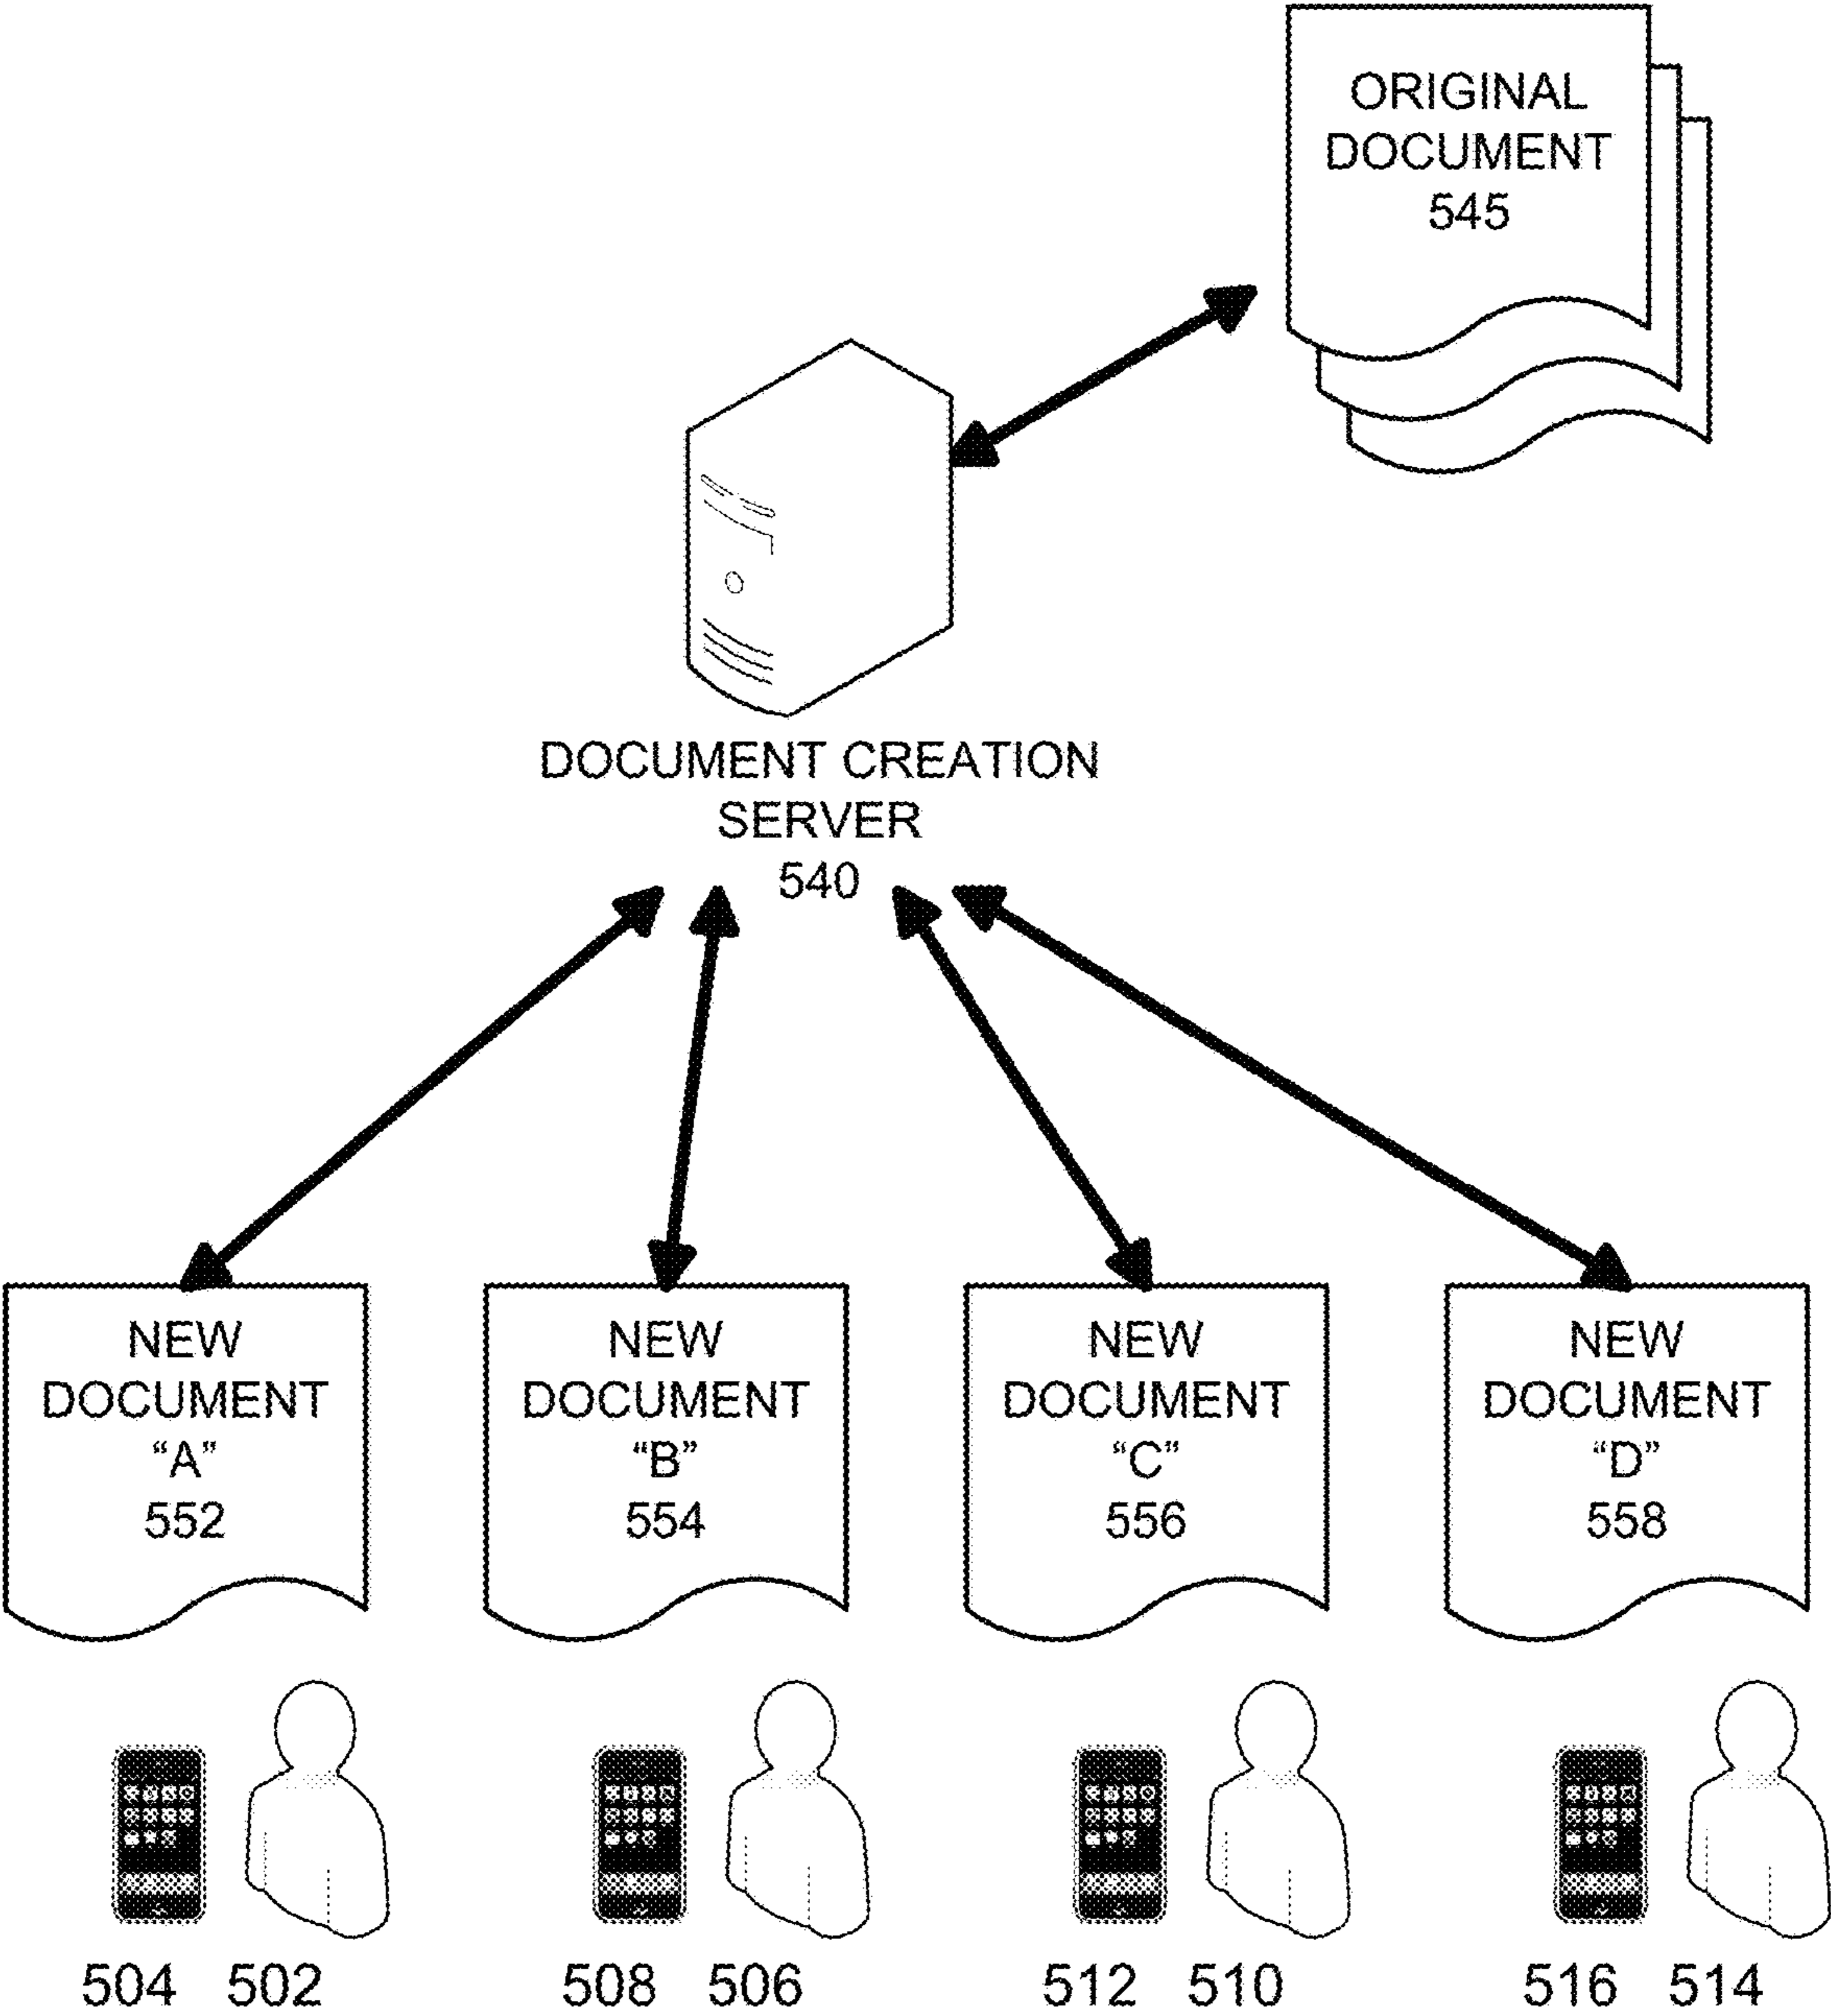 ORIGINAL
DOCUMENT
545
DOCUMENT CREATION
SERVER
540
NEW
DOCUMENT
“A”
552
NEW
DOCUMENT
“B”
554
NEW
DOCUMENT
“C”
556
NEW
DOCUMENT
“D”
558
504 502
508 506
512 510
516 514